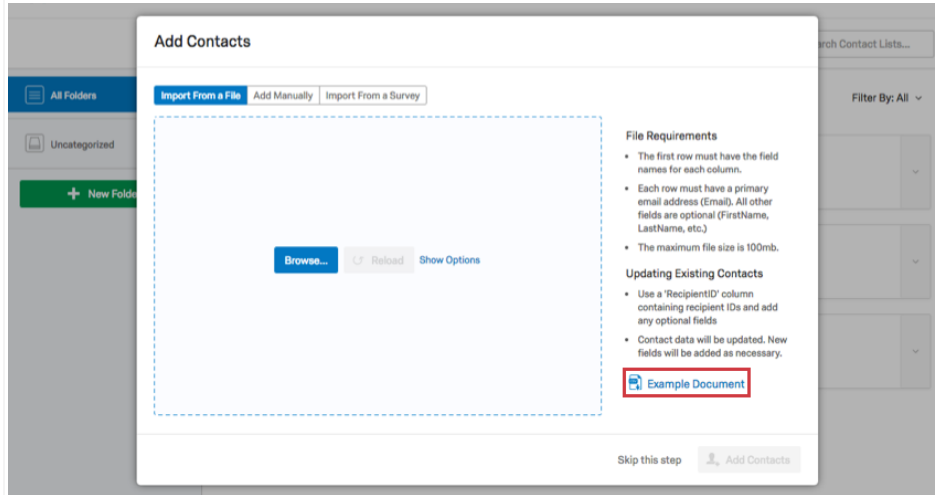 Add Contacts
rch Contact Lists...
Import From a File Add Manually Import From a Survey
All Folders
Filter By: All
Uncategorized
New Folde
File Requirements
• The first row must have the field
names for each column.
• Each row must have a primary
email address (Email). All other
fields are optional (FirstName,
LastName, etc.)
• The maximum file size is 100mb.
Browse... Reload Show Options
Updating Existing Contacts
• Use a 'RecipientID' column
containing recipient IDs and add
any optional fields
• Contact data will be updated. New
fields will be added as necessary.
Example Document
Skip this step Add Contacts